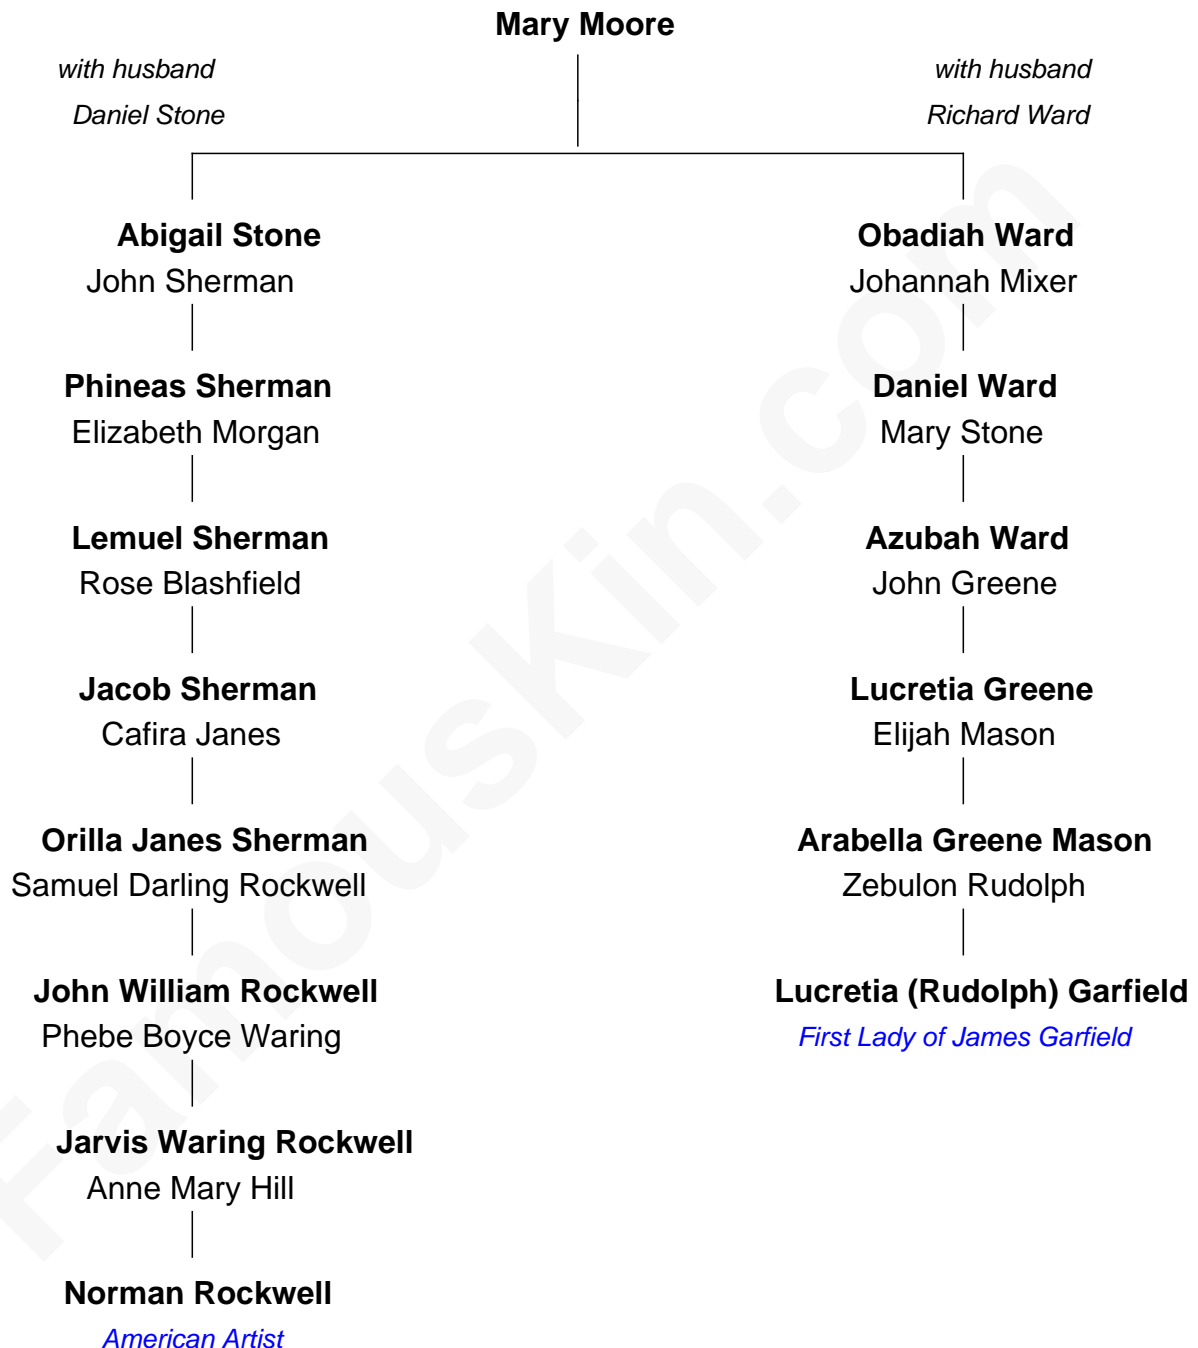 Mary Moore
with husband
Daniel Stone
with husband
Richard Ward
Abigail Stone
John Sherman
Phineas Sherman
Elizabeth Morgan
Lemuel Sherman
Rose Blashfield
Jacob Sherman
Cafira Janes
Orilla Janes Sherman
Samuel Darling Rockwell
John William Rockwell
Phebe Boyce Waring
Jarvis Waring Rockwell
Anne Mary Hill
Norman Rockwell
American Artist
Obadiah Ward
Johannah Mixer
Daniel Ward
Mary Stone
Azubah Ward
John Greene
Lucretia Greene
Elijah Mason
Arabella Greene Mason
Zebulon Rudolph
Lucretia (Rudolph) Garfield
First Lady of James Garfield
FamousKin.com